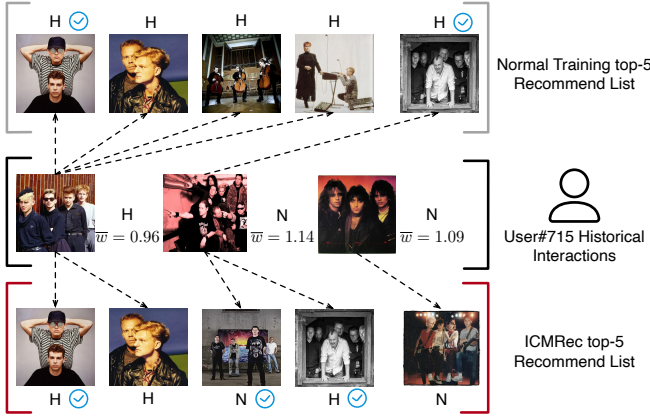 H H H H H
Normal Training top-5
Recommend List
H
w̅ = 0.96
N
w̅ = 1.14
N
w̅ = 1.09
User#715 Historical
Interactions
H H N H N
ICMRec top-5
Recommend List